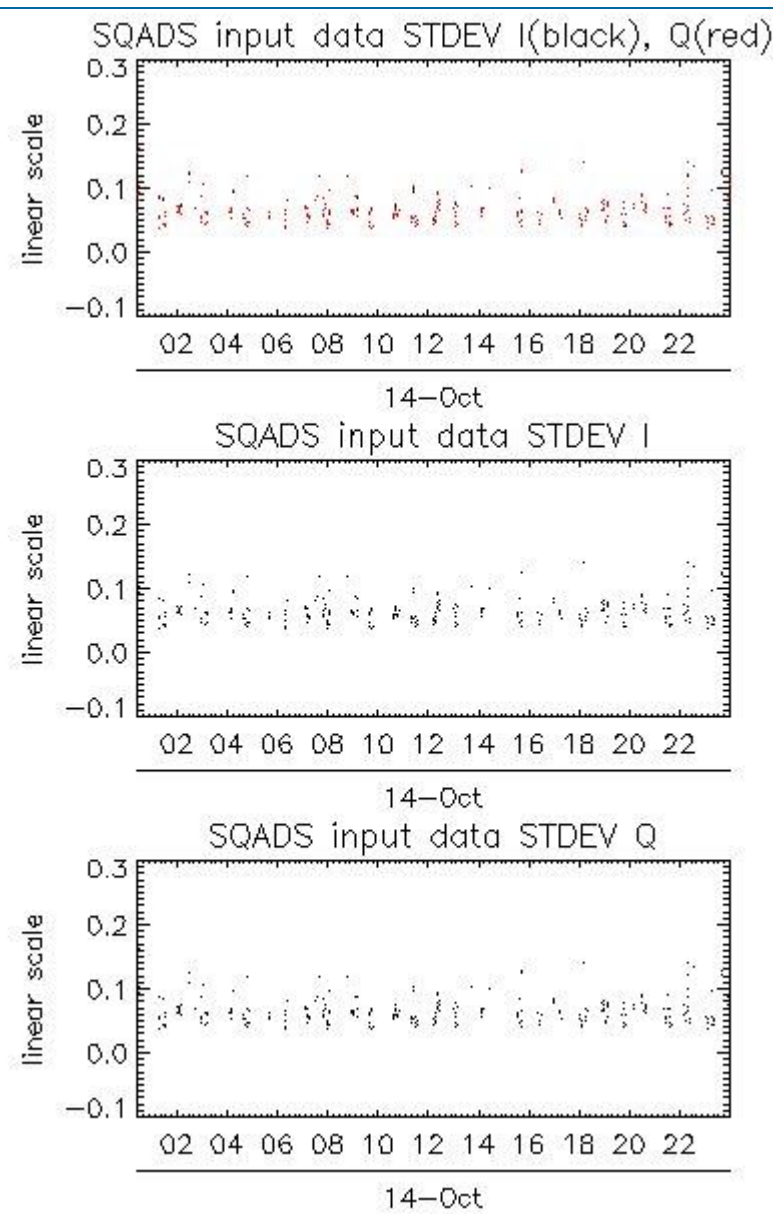 SQADS input data STDEV I(black), Q(red)
linear scale
0.3
0.2
0.1
0.0
−0.1
02 04 06 08 10 12 14 16 18 20 22
14−Oct
SQADS input data STDEV I
linear scale
0.3
0.2
0.1
0.0
−0.1
02 04 06 08 10 12 14 16 18 20 22
14−Oct
SQADS input data STDEV Q
linear scale
0.3
0.2
0.1
0.0
−0.1
02 04 06 08 10 12 14 16 18 20 22
14−Oct